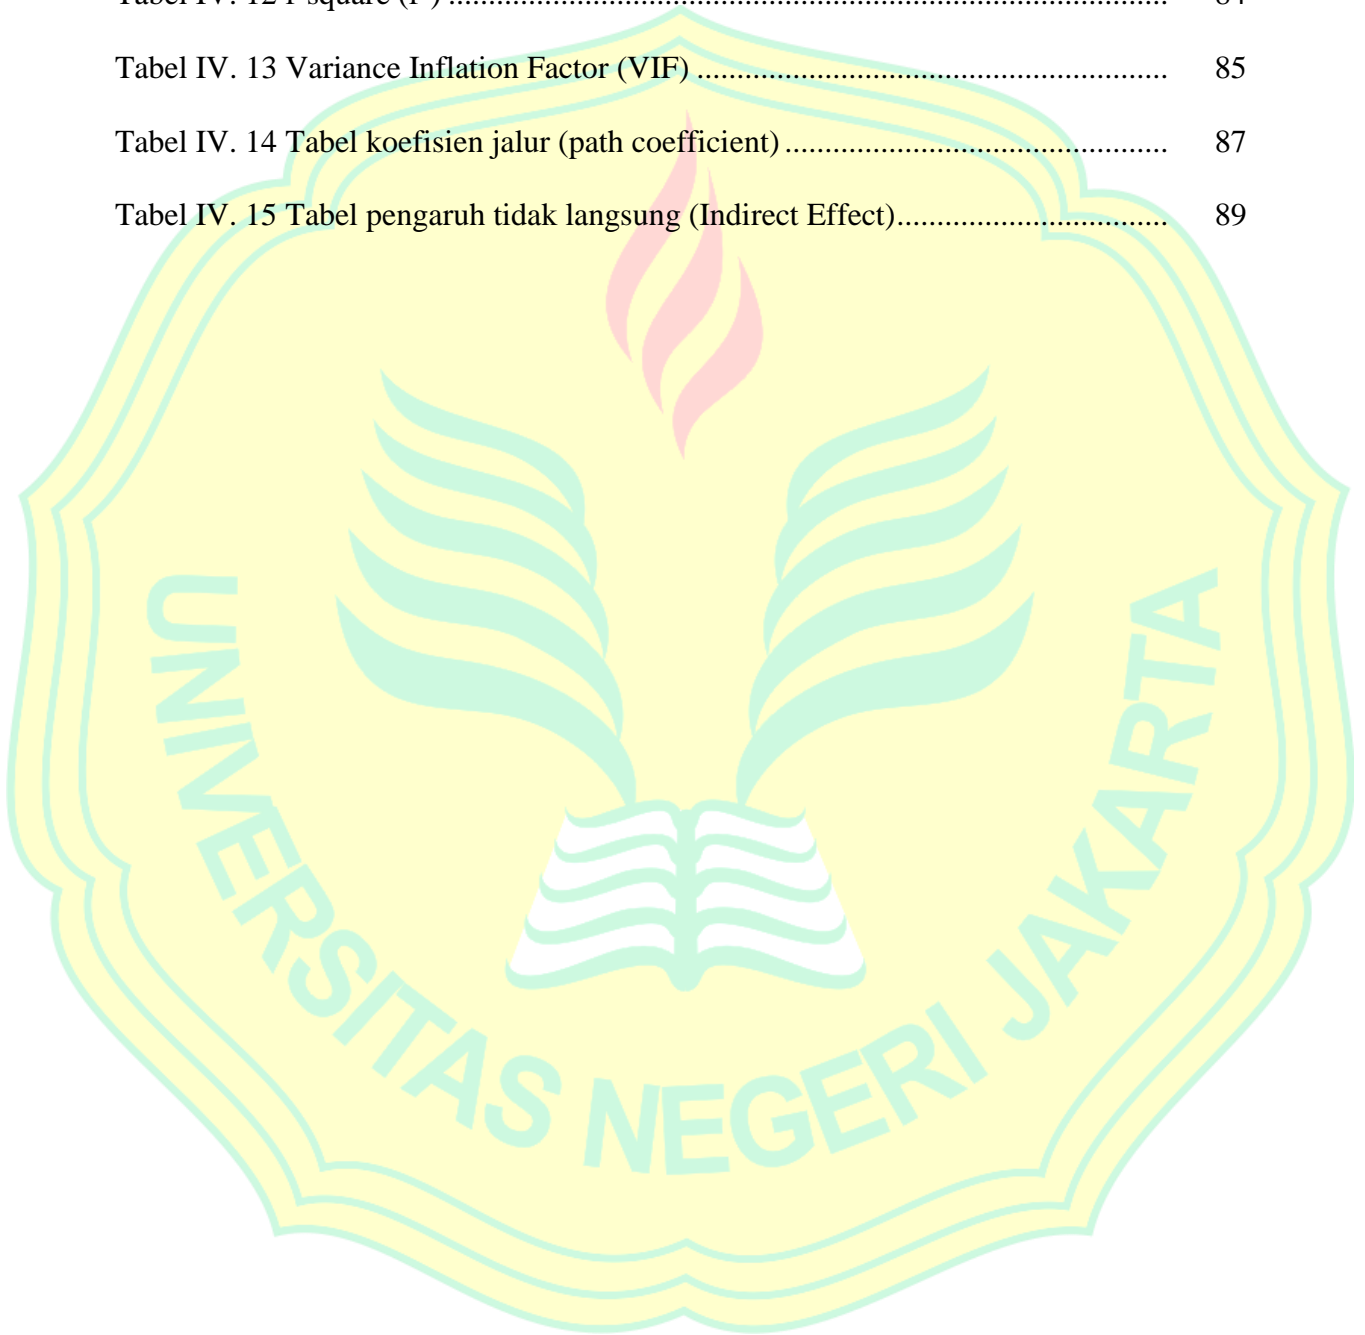 Tabel IV. 13 Variance Inflation Factor (VIF) ........................................................... 85
Tabel IV. 14 Tabel koefisien jalur (path coefficient) ................................................ 87
Tabel IV. 15 Tabel pengaruh tidak langsung (Indirect Effect).................................. 89
UNIVERSITAS NEGERI JAKARTA